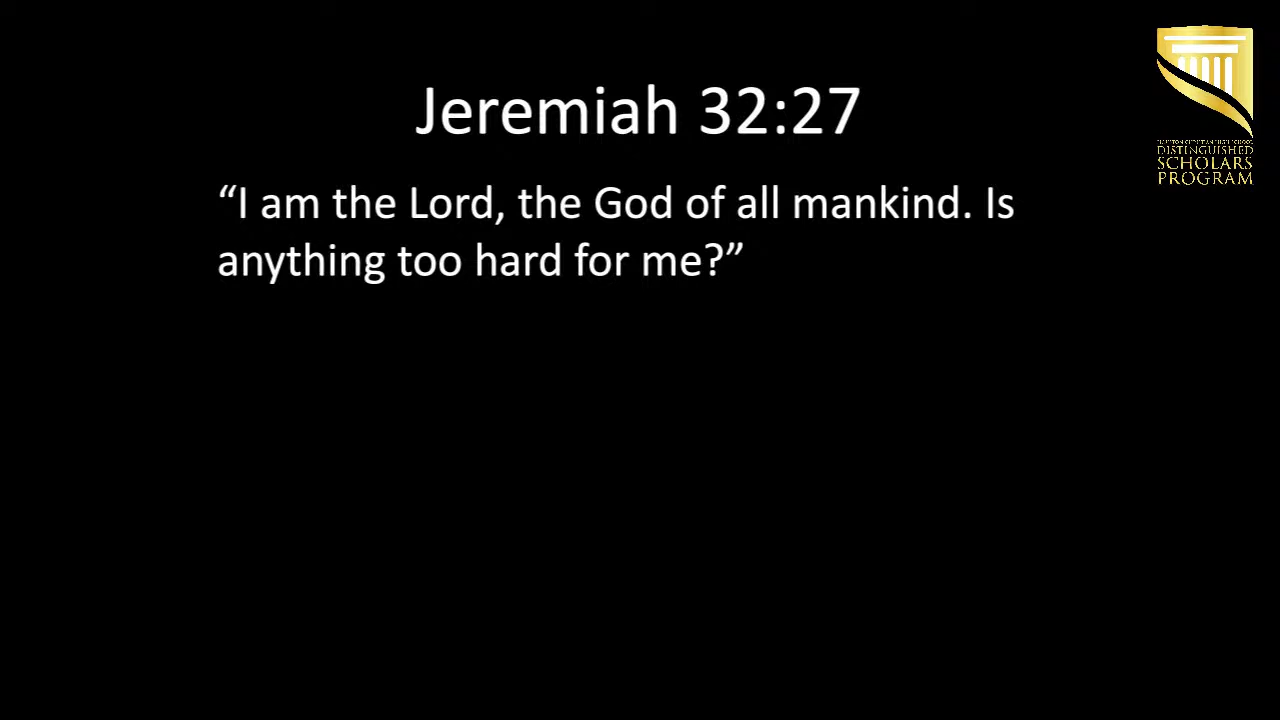 Jeremiah 32:27
“I am the Lord, the God of all mankind. Is
anything too hard for me?”
DISTINGUISHED
SCHOLARS
PROGRAM